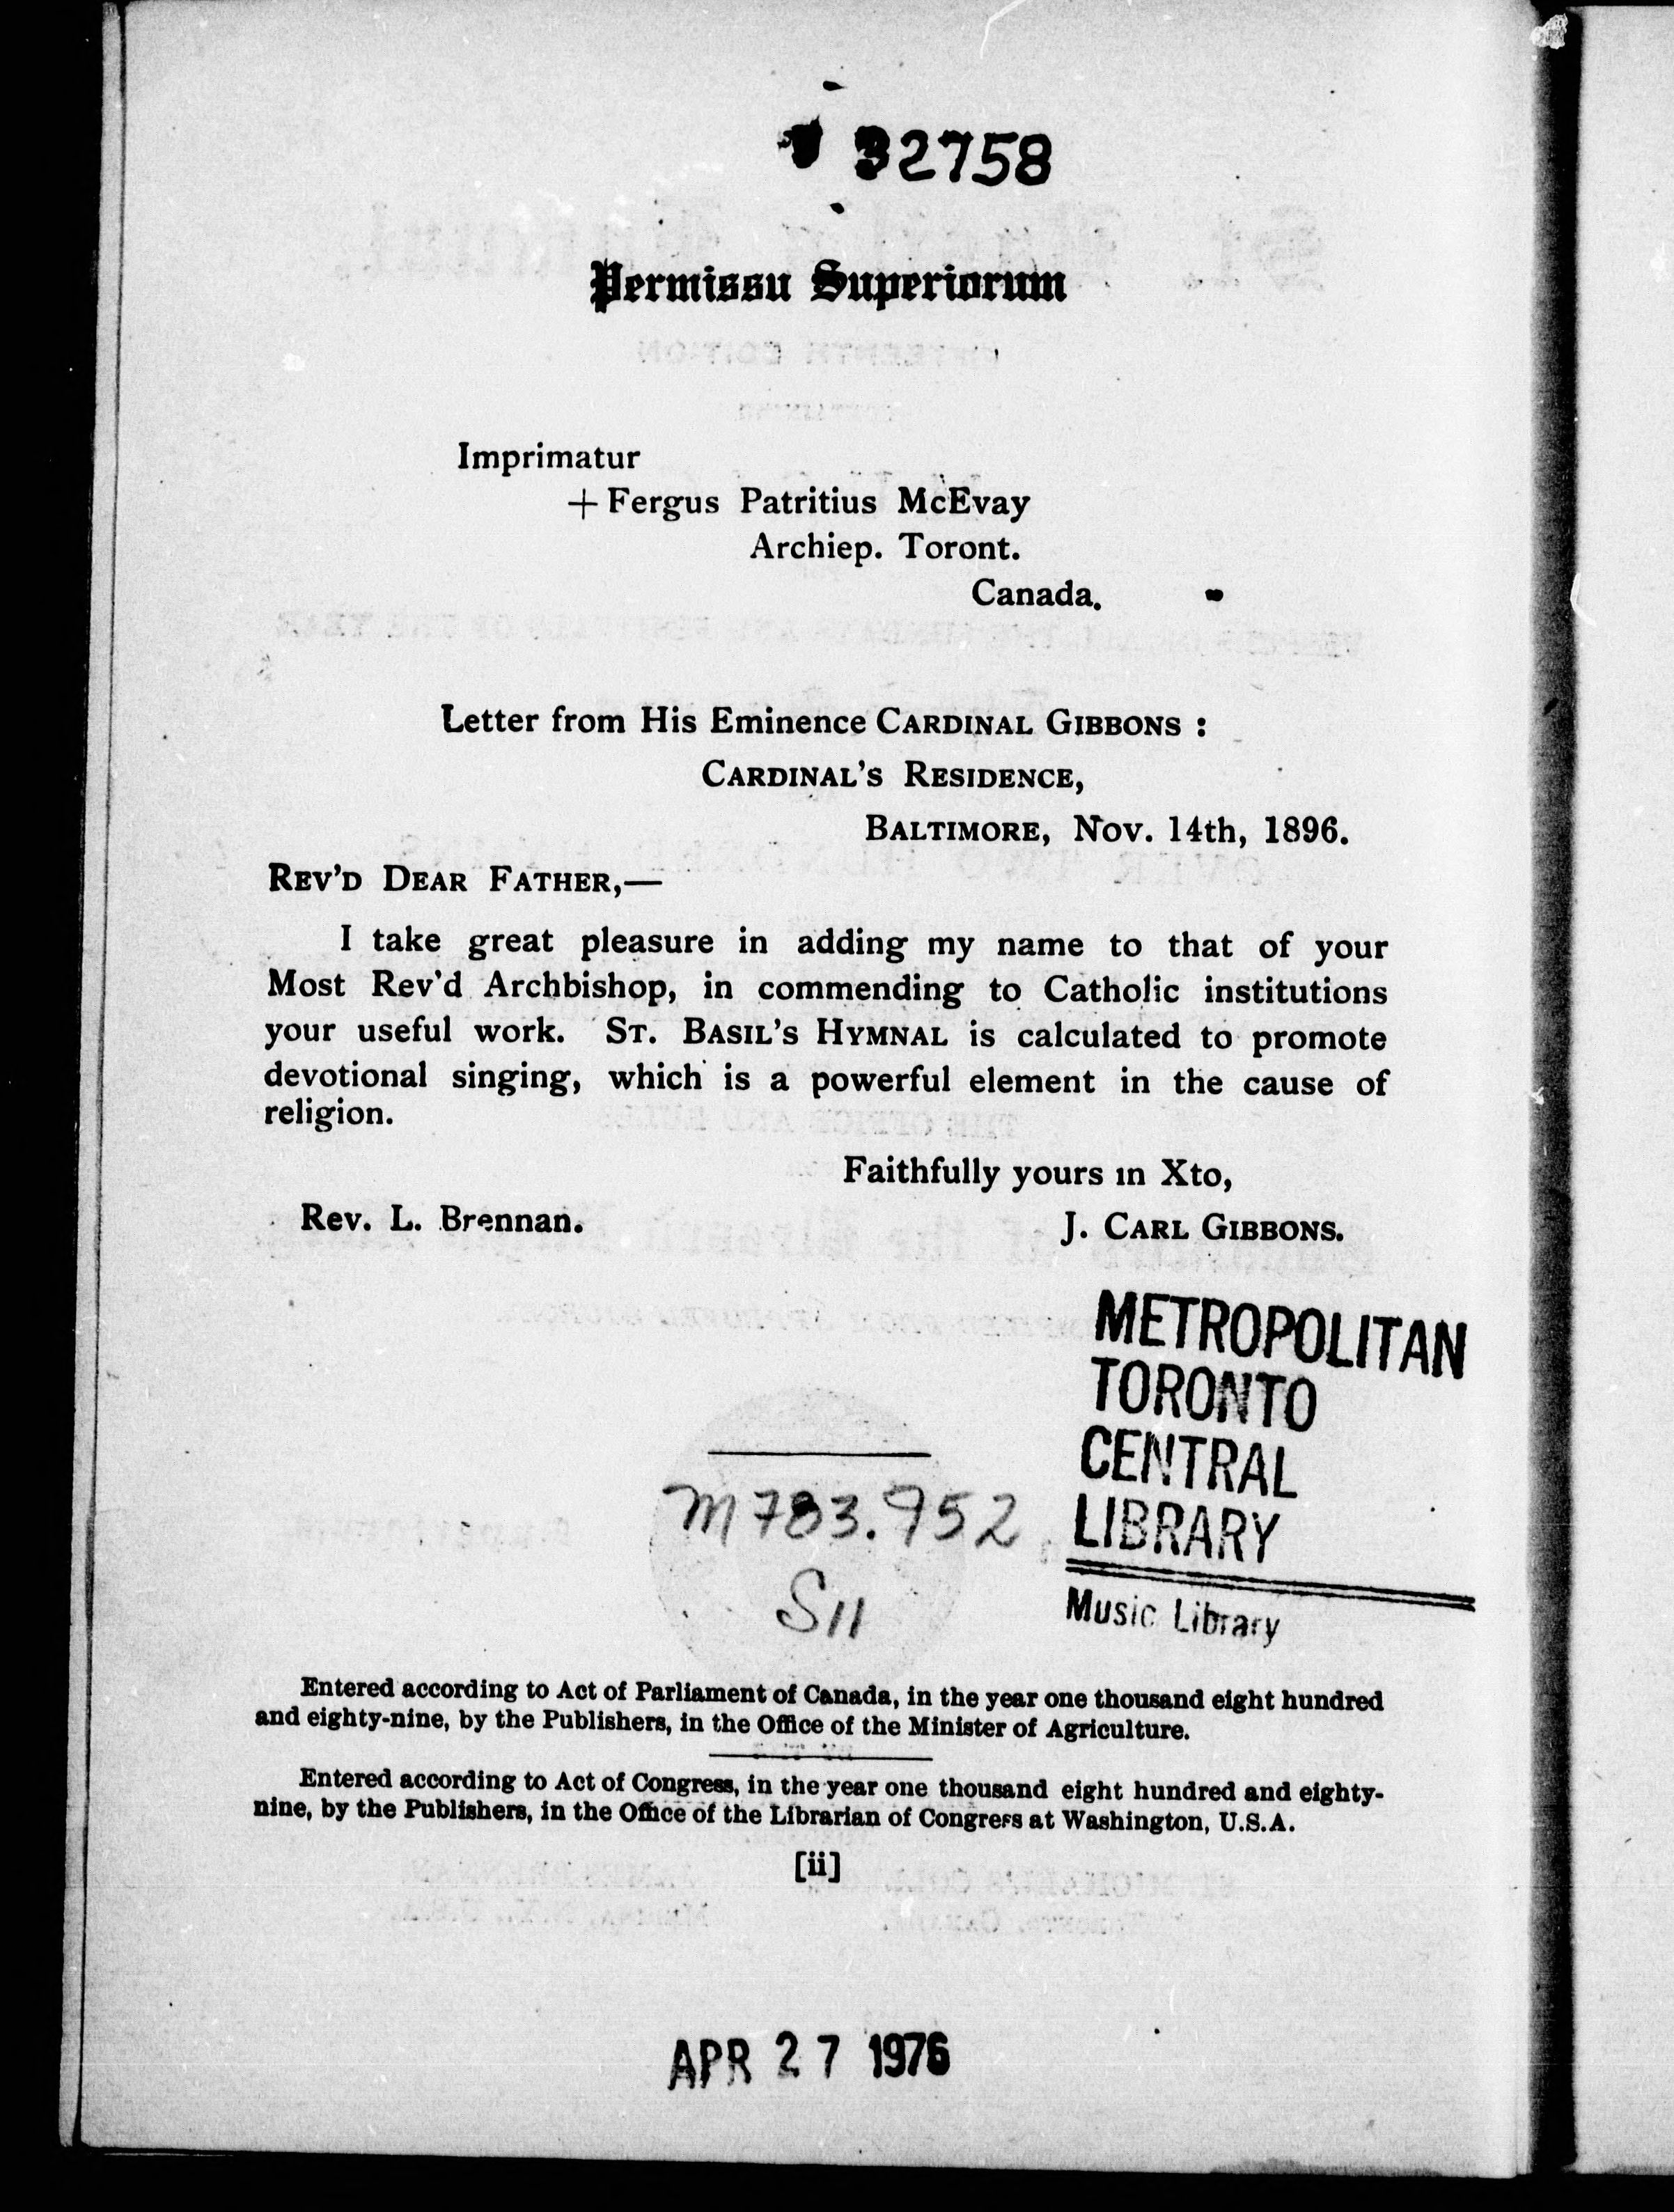 32758
Permissu Superiorum
Imprimatur
+ Fergus Patritius McEvay
Archiep. Toront.
Canada.
Letter from His Eminence CARDINAL GIBBONS :
CARDINAL'S RESIDENCE,
BALTIMORE, Nov. 14th, 1896.
REV'D DEAR FATHER,—
I take great pleasure in adding my name to that of your
Most Rev'd Archbishop, in commending to Catholic institutions
your useful work. ST. BASIL'S HYMNAL is calculated to promote
devotional singing, which is a powerful element in the cause of
religion.
Faithfully yours in Xto,
Rev. L. Brennan.
J. CARL GIBBONS.
METROPOLITAN
TORONTO
CENTRAL
LIBRARY
Music Library
M783.952
S11
Entered according to Act of Parliament of Canada, in the year one thousand eight hundred
and eighty-nine, by the Publishers, in the Office of the Minister of Agriculture.
Entered according to Act of Congress, in the year one thousand eight hundred and eighty-
nine, by the Publishers, in the Office of the Librarian of Congress at Washington, U.S.A.
[ii]
APR 27 1976